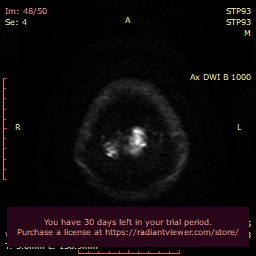 Im: 48/50
Se: 4
A
STP93
STP93
M
Ax DWI B 1000
R
L
You have 30 days left in your trial period.
Purchase a license at https://radiantviewer.com/store/